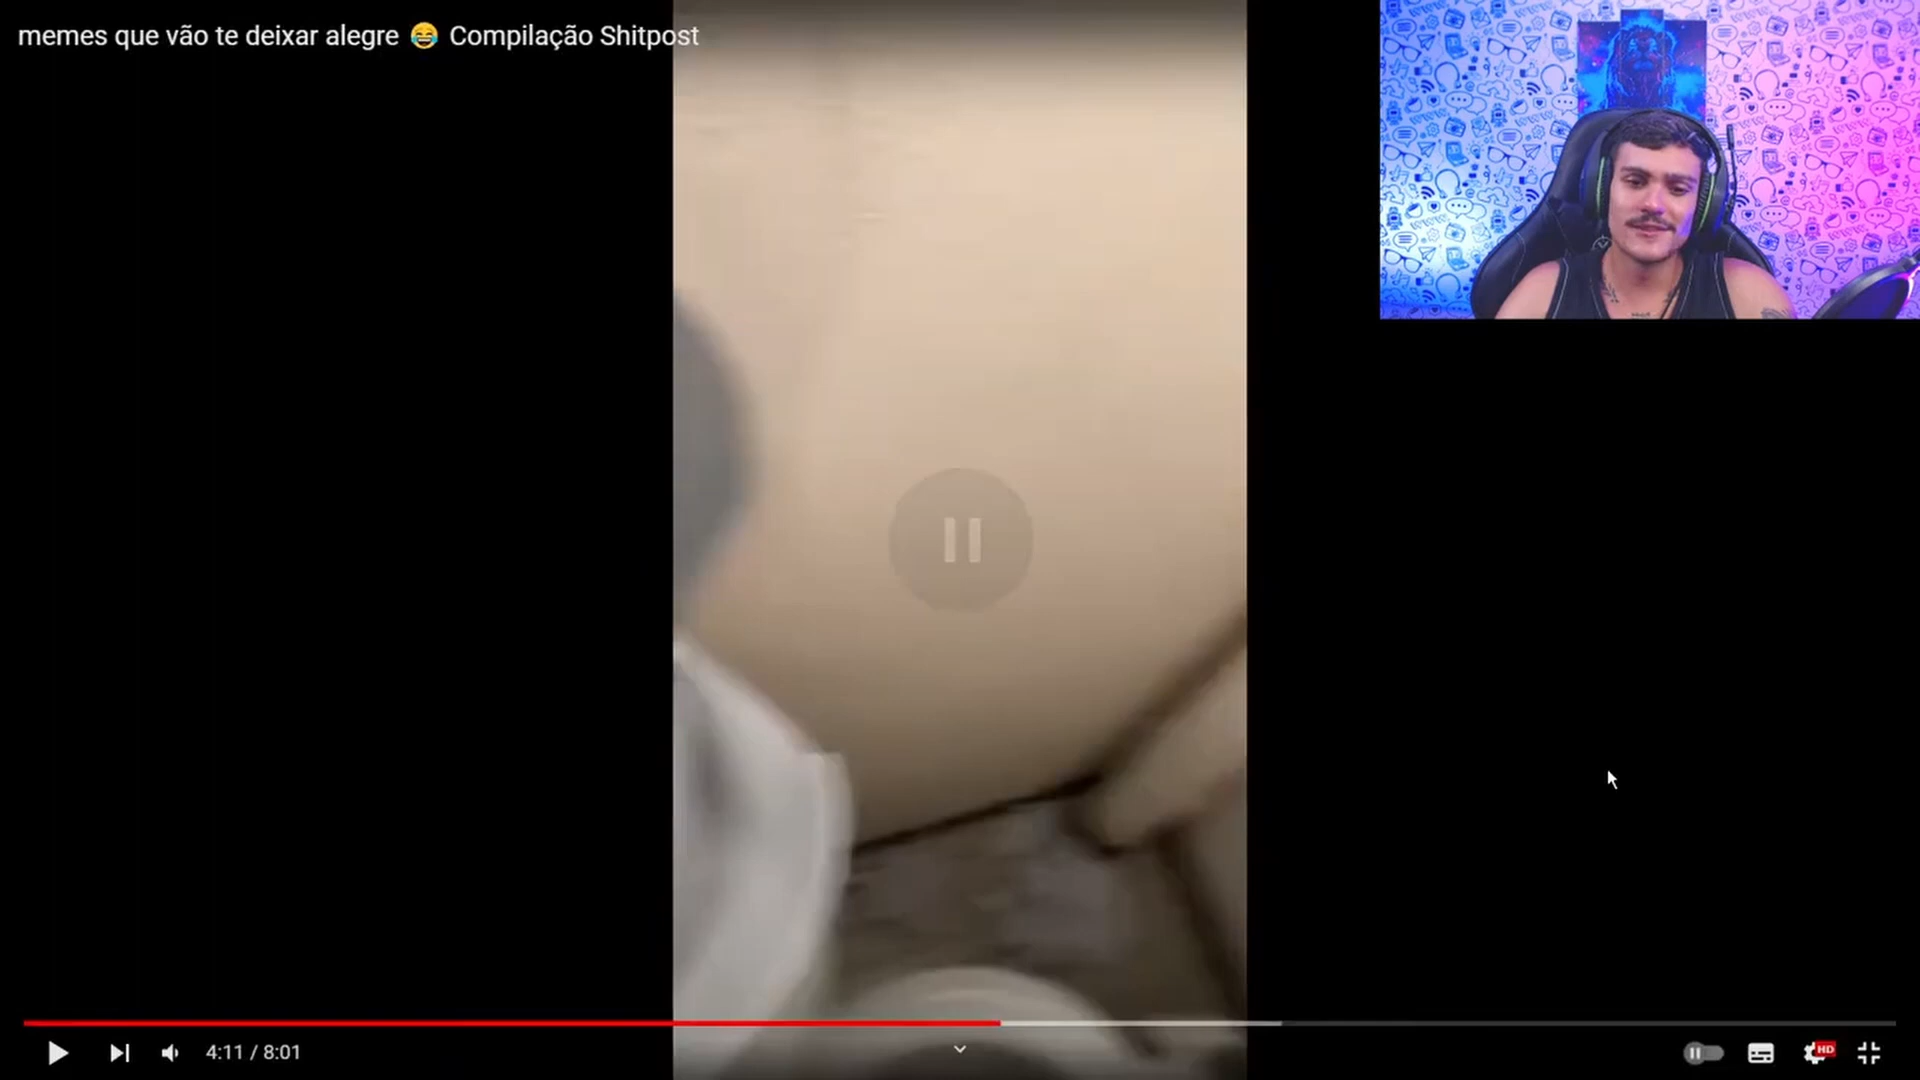 memes que vão te deixar alegre 😂 Compilação Shitpost
4:11 / 8:01
HD